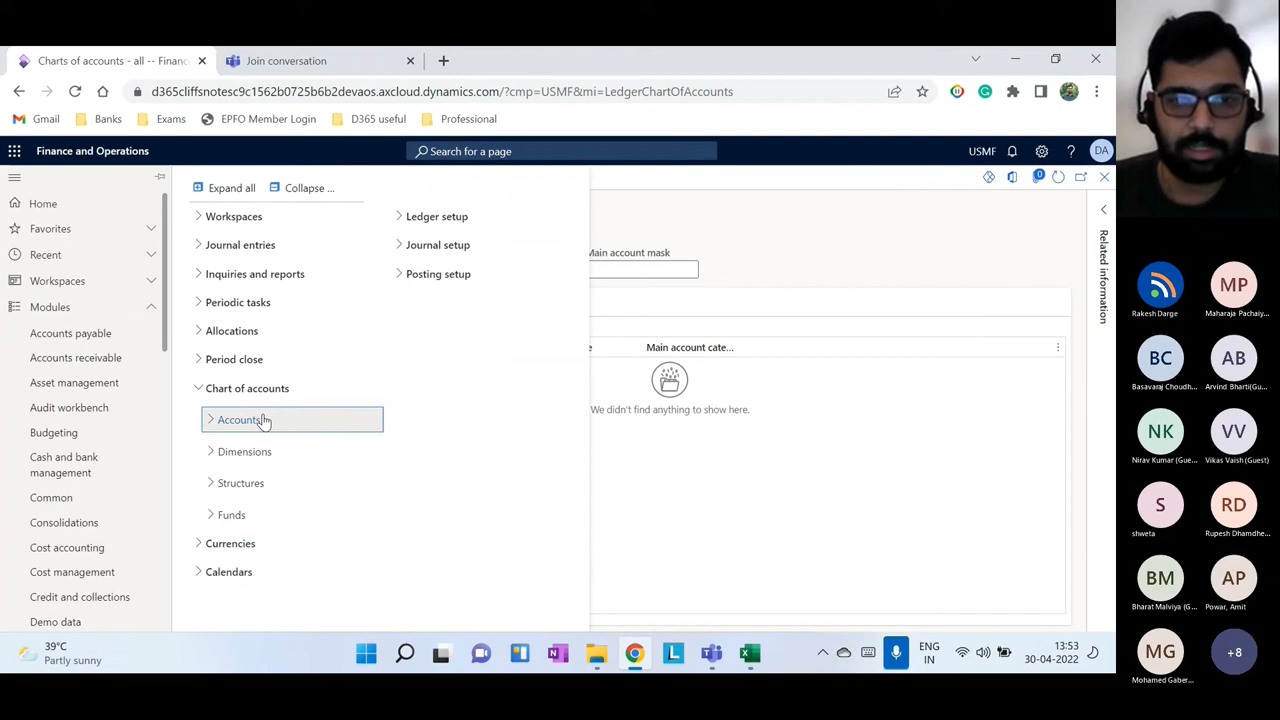 Charts of accounts - all -- Financ
Join conversation
d365cliffsnotesc9c1562b0725b6b2devaos.axcloud.dynamics.com/?cmp=USMF&mi=LedgerChartOfAccounts
Gmail
Banks
Exams
EPFO Member Login
D365 useful
Professional
Finance and Operations
Search for a page
USMF
?
DA
Home
Favorites
Recent
Workspaces
Modules
Accounts payable
Accounts receivable
Asset management
Audit workbench
Budgeting
Cash and bank
management
Common
Consolidations
Cost accounting
Cost management
Credit and collections
Demo data
Expand all
Collapse ...
Workspaces
Journal entries
Inquiries and reports
Periodic tasks
Allocations
Period close
Chart of accounts
Accounts
Dimensions
Structures
Funds
Currencies
Calendars
Ledger setup
Journal setup
Posting setup
Main account mask
e
Main account cate...
We didn't find anything to show here.
0
Related information
Rakesh Darge
MP
Maharaja Pachaiy...
BC
Basavaraj Choudh...
AB
Arvind Bharti(Gu...
NK
Nirav Kumar (Gue...
VV
Vikas Vaish (Guest)
S
shweta
RD
Rupesh Dhamdhe...
BM
Bharat Malviya (G...
AP
Powar, Amit
MG
Mohamed Gaber...
+8
39°C
Partly sunny
ENG
IN
13:53
30-04-2022